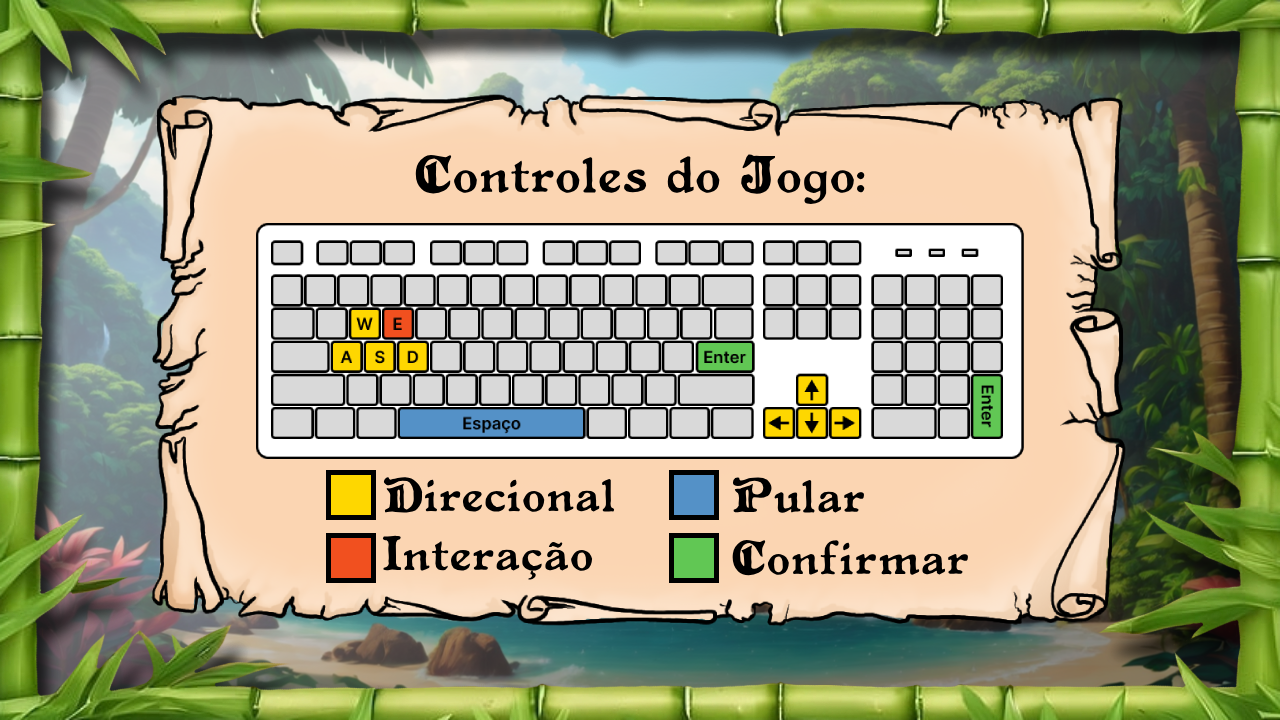 Controles do Jogo:
W E
A S D Enter
Enter
Espaço
Direcional Pular
Interação Confirmar